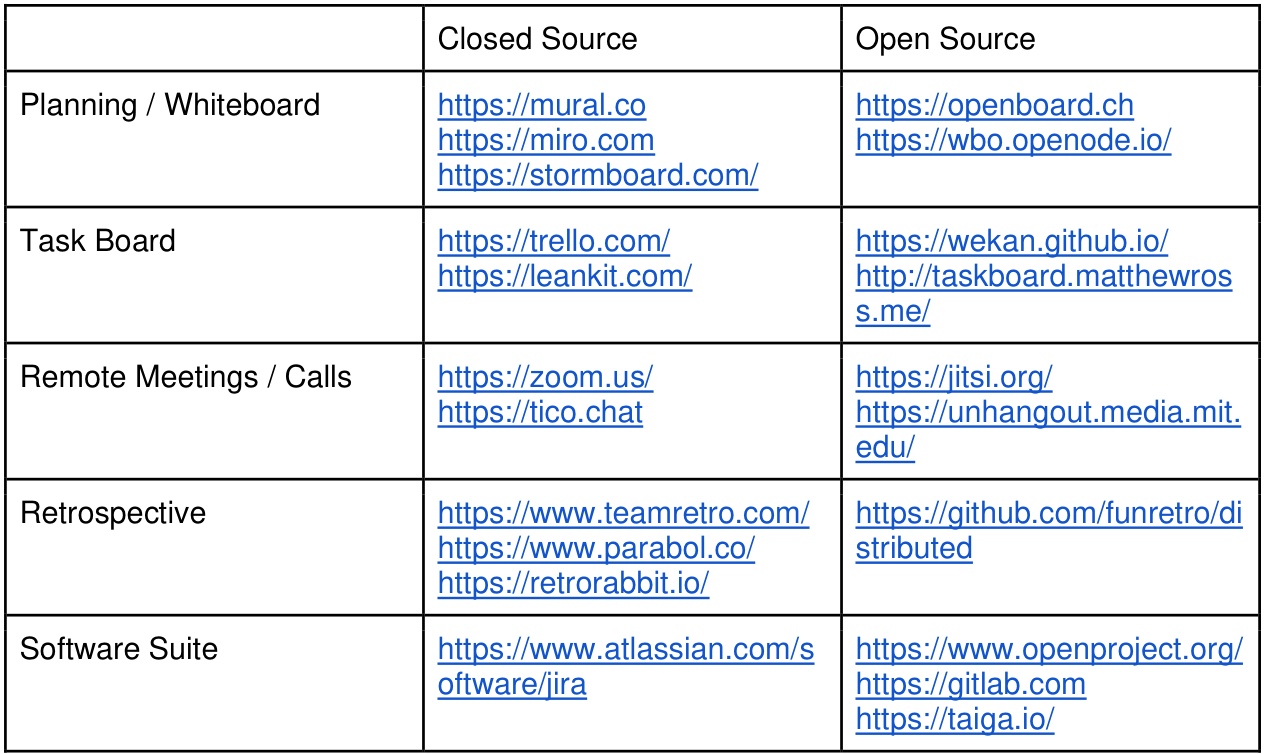 Closed Source
Open Source
Planning / Whiteboard
https://mural.co
https://miro.com
https://stormboard.com/
https://openboard.ch
https://wbo.openode.io/
Task Board
https://trello.com/
https://leankit.com/
https://wekan.github.io/
http://taskboard.matthewros
s.me/
Remote Meetings / Calls
https://zoom.us/
https://tico.chat
https://jitsi.org/
https://unhangout.media.mit.
edu/
Retrospective
https://www.teamretro.com/
https://www.parabol.co/
https://retrorabbit.io/
https://github.com/funretro/di
stributed
Software Suite
https://www.atlassian.com/s
oftware/jira
https://www.openproject.org/
https://gitlab.com
https://taiga.io/